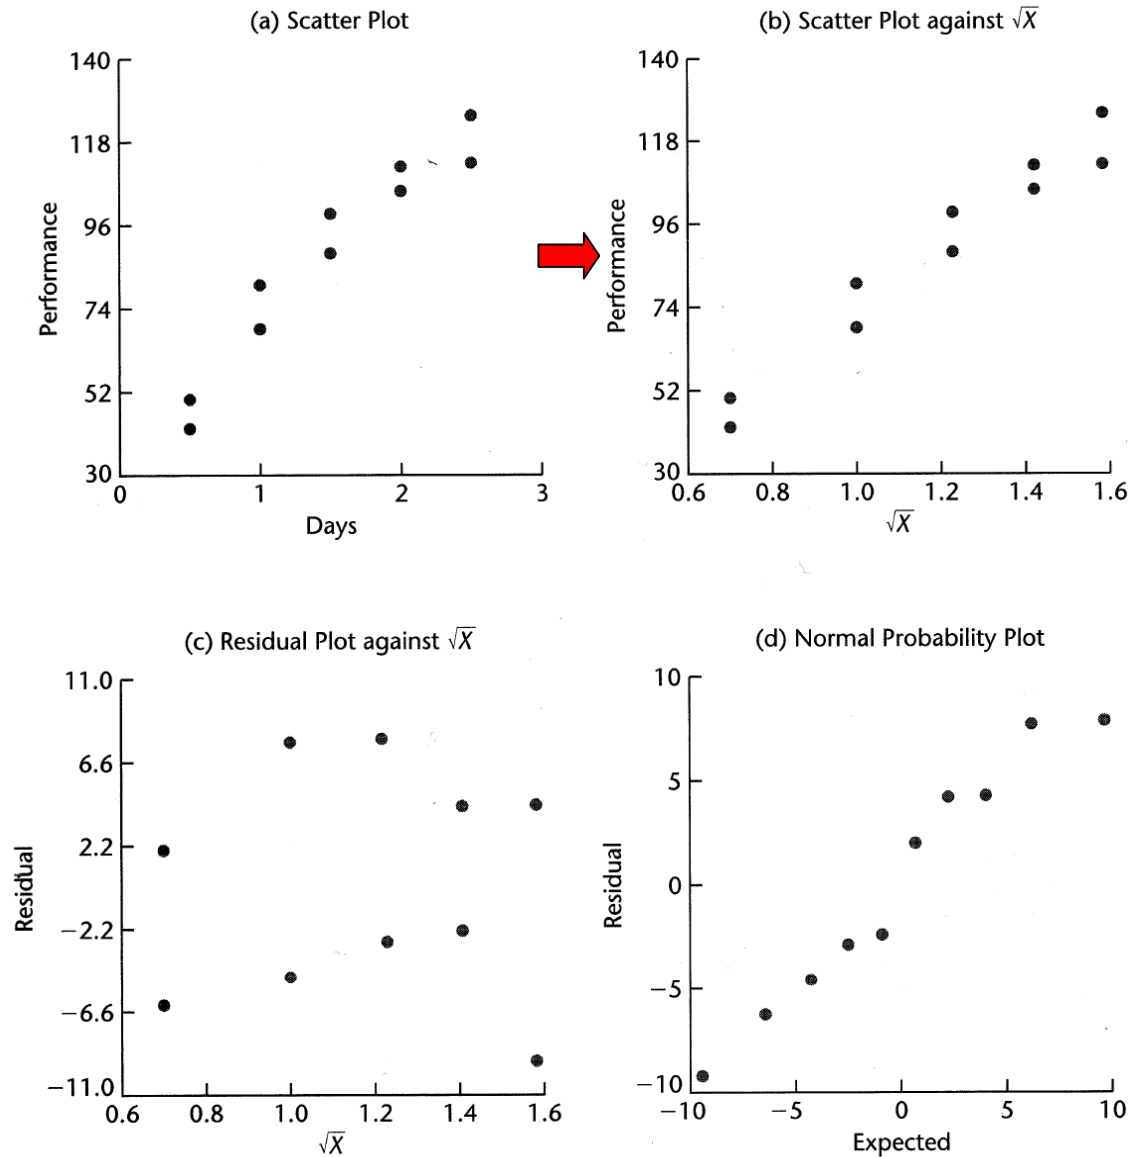 (a) Scatter Plot
140
118
96
74
52
30
0 1 2 3
Performance
Days
(b) Scatter Plot against √X
140
118
96
74
52
30
0.6 0.8 1.0 1.2 1.4 1.6
Performance
√X
(c) Residual Plot against √X
11.0
6.6
2.2
−2.2
−6.6
−11.0
0.6 0.8 1.0 1.2 1.4 1.6
Residual
√X
(d) Normal Probability Plot
10
5
0
−5
−10
−10 −5 0 5 10
Residual
Expected